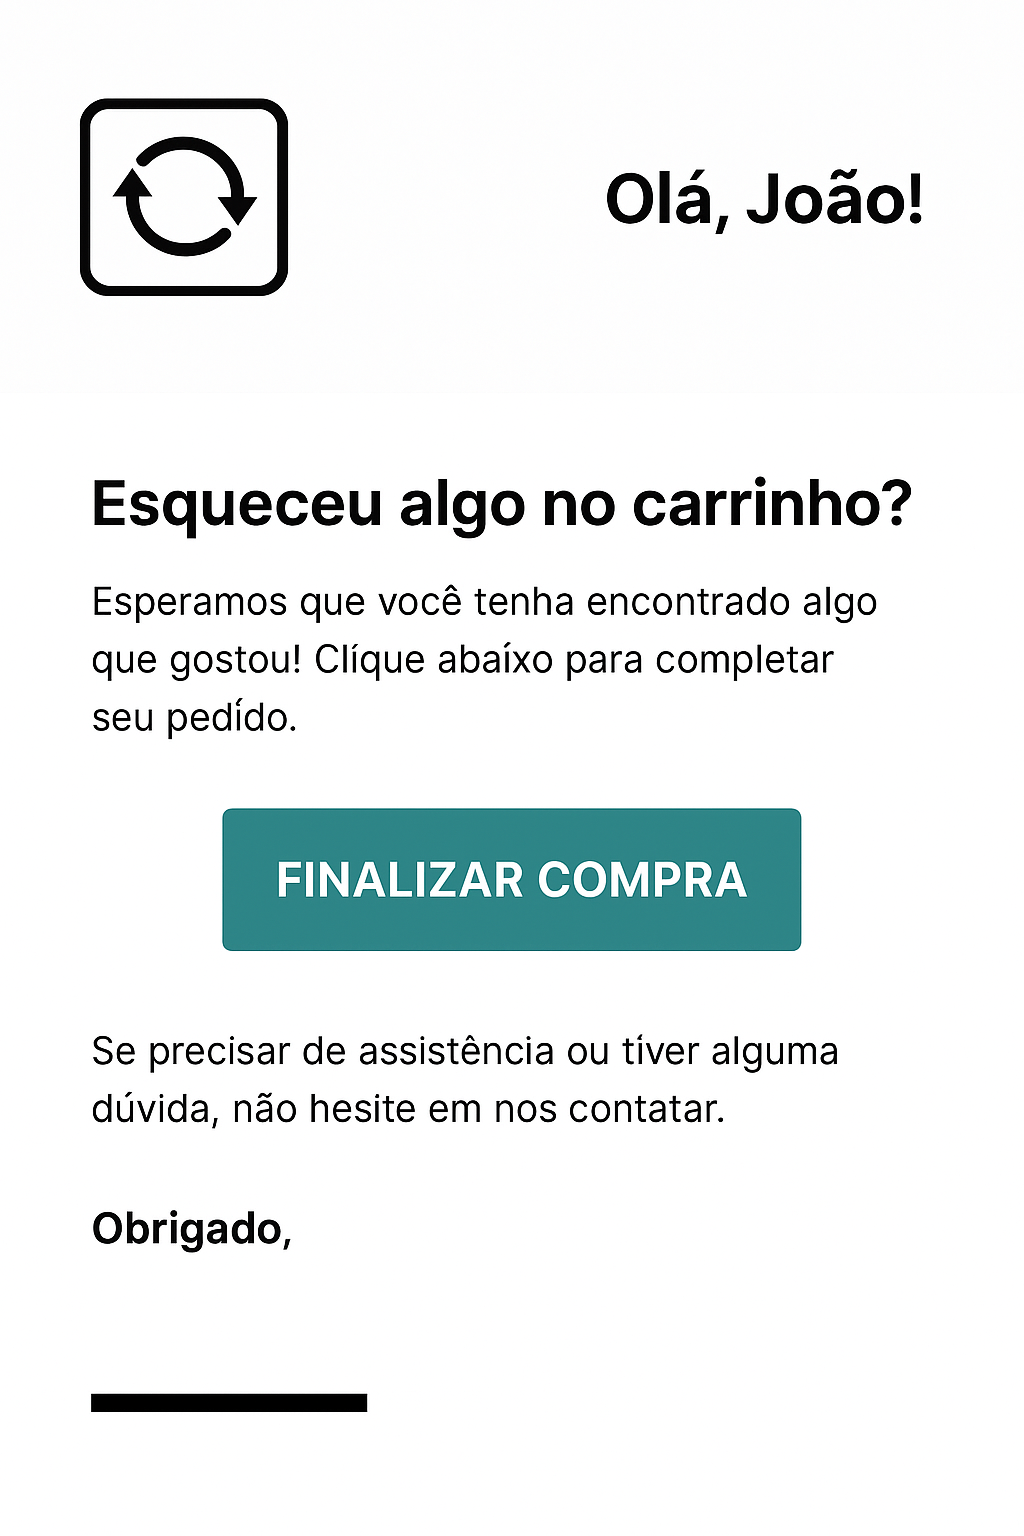 Olá, João!
Esqueceu algo no carrinho?
Esperamos que você tenha encontrado algo
que gostou! Clíque abaíxo para completar
seu pedído.
FINALIZAR COMPRA
Se precisar de assistência ou tíver alguma
dúvida, não hesite em nos contatar.
Obrigado,